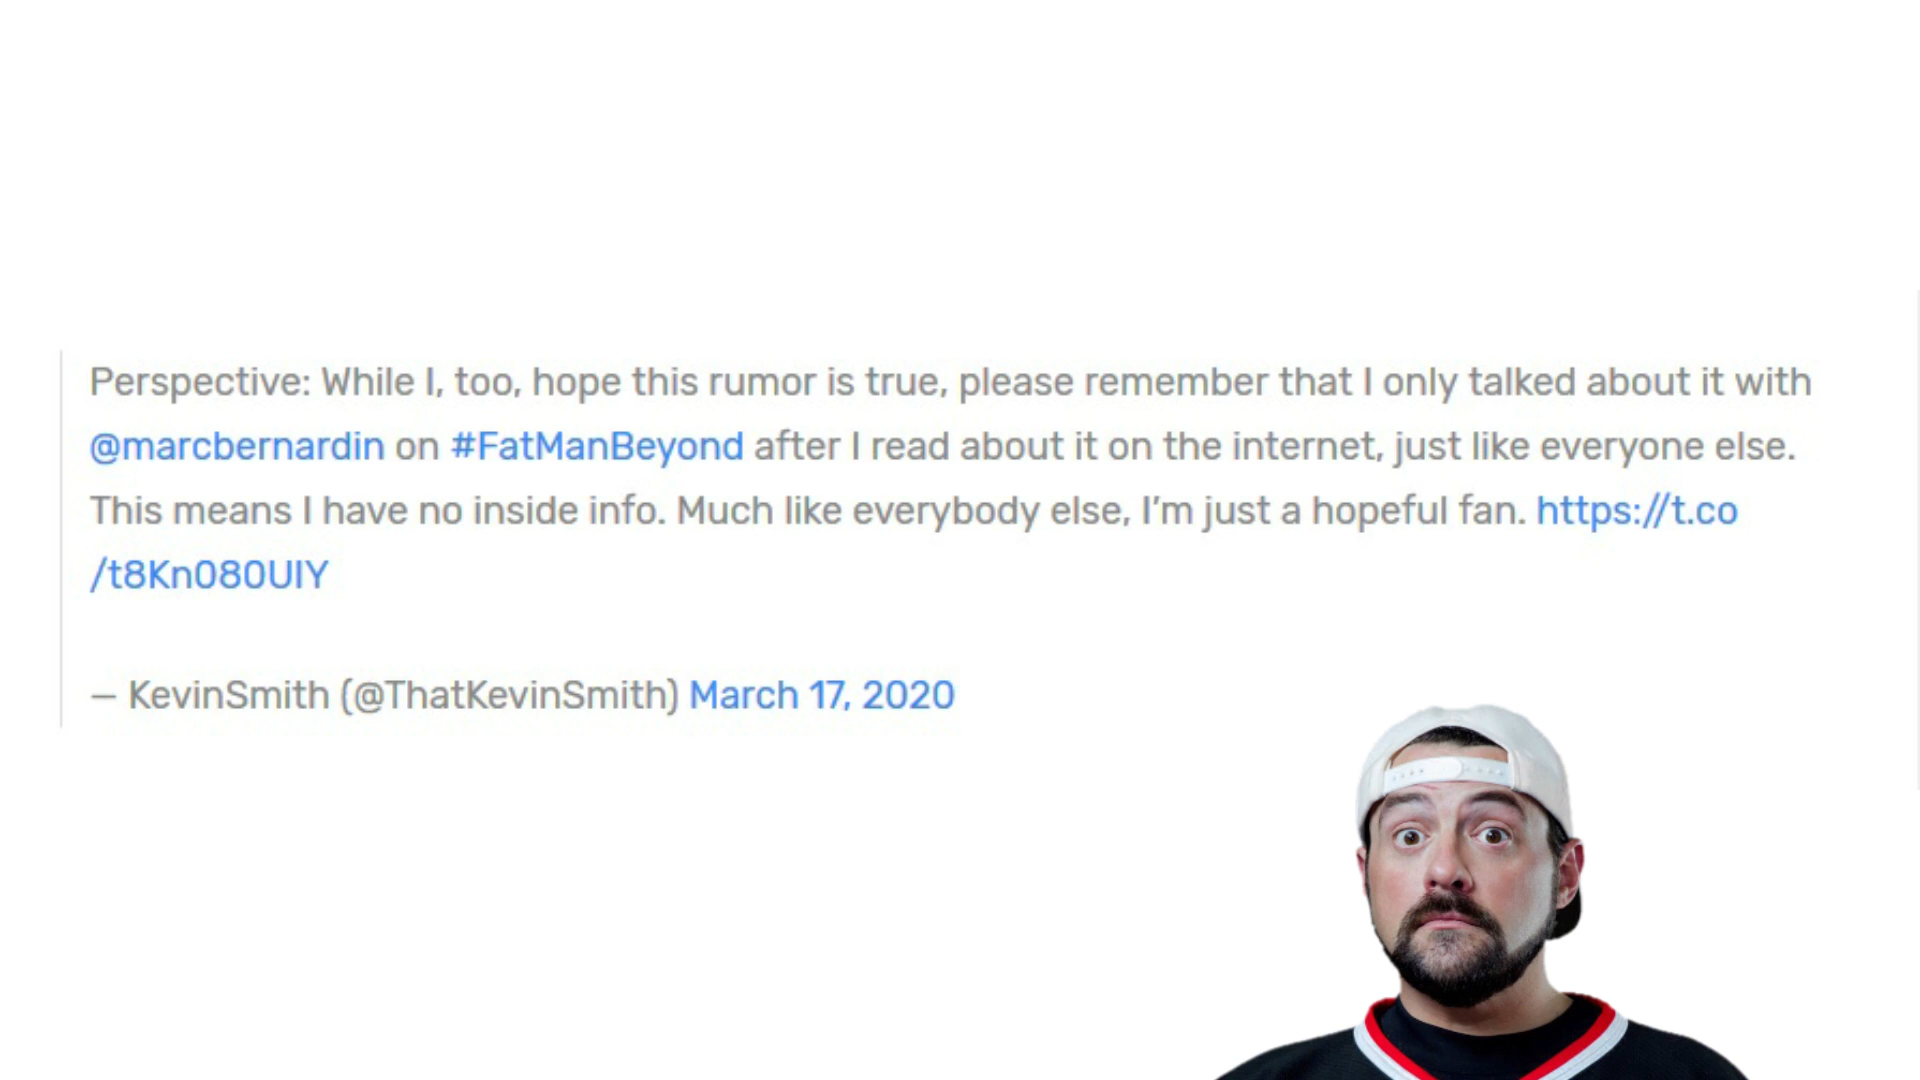 Perspective: While I, too, hope this rumor is true, please remember that I only talked about it with
@marcbernardin on #FatManBeyond after I read about it on the internet, just like everyone else.
This means I have no inside info. Much like everybody else, I’m just a hopeful fan. https://t.co
/t8Kn080UIY
— KevinSmith (@ThatKevinSmith) March 17, 2020